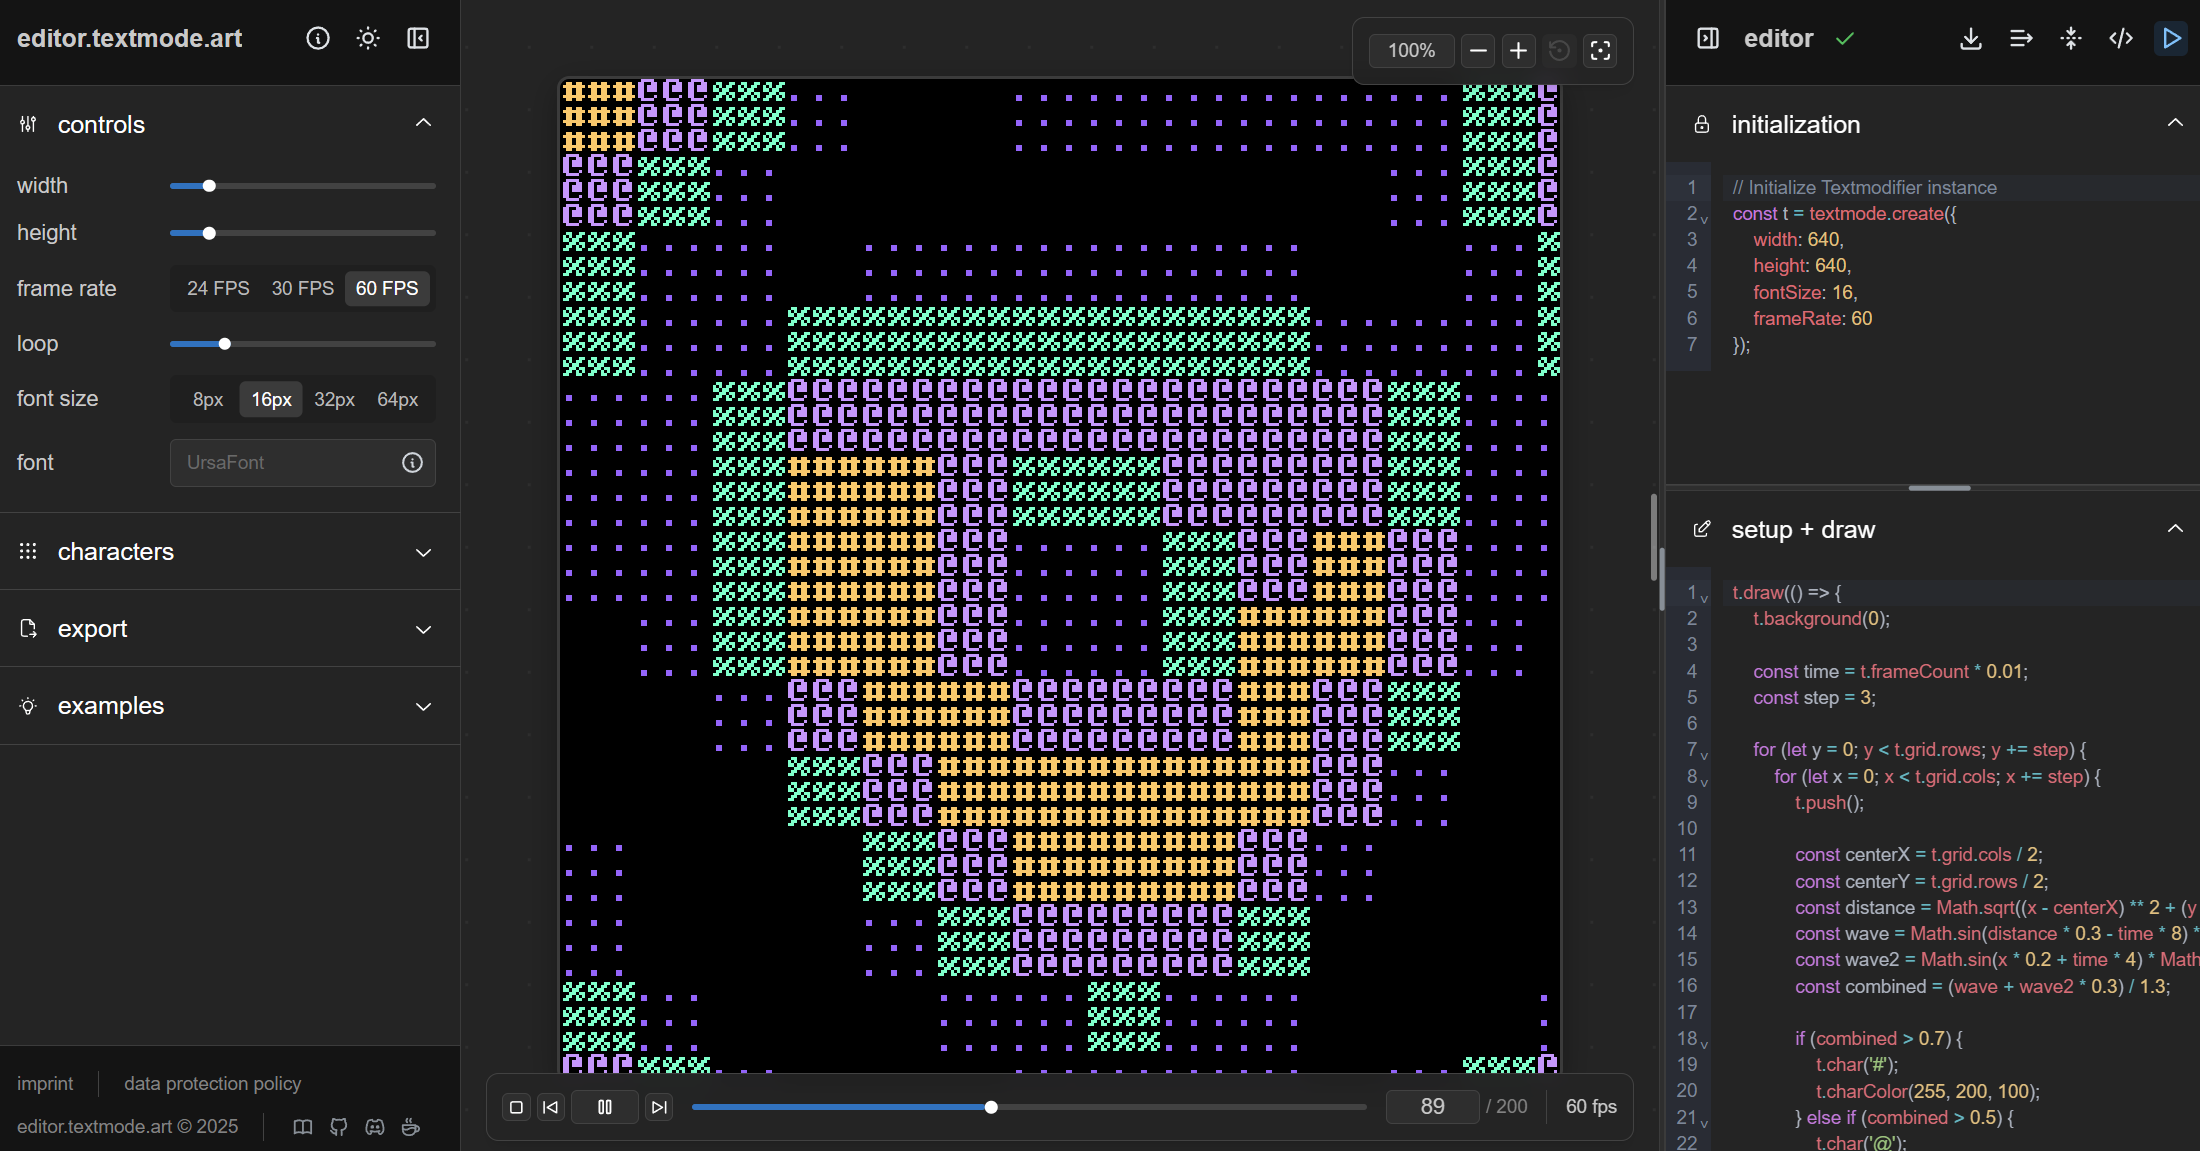 editor.textmode.art
controls
width
height
frame rate
24 FPS
30 FPS
60 FPS
loop
font size
8px
16px
32px
64px
font
UrsaFont
characters
export
examples
imprint
data protection policy
editor.textmode.art © 2025
100%
89
/ 200
60 fps
editor
initialization
1 // Initialize Textmodifier instance
2 const t = textmode.create({
3 width: 640,
4 height: 640,
5 fontSize: 16,
6 frameRate: 60
7 });
setup + draw
1 t.draw(() => {
2 t.background(0);
3
4 const time = t.frameCount * 0.01;
5 const step = 3;
6
7 for (let y = 0; y < t.grid.rows; y += step) {
8 for (let x = 0; x < t.grid.cols; x += step) {
9 t.push();
10
11 const centerX = t.grid.cols / 2;
12 const centerY = t.grid.rows / 2;
13 const distance = Math.sqrt((x - centerX) ** 2 + (y
14 const wave = Math.sin(distance * 0.3 - time * 8) *
15 const wave2 = Math.sin(x * 0.2 + time * 4) * Math
16 const combined = (wave + wave2 * 0.3) / 1.3;
17
18 if (combined > 0.7) {
19 t.char('#');
20 t.charColor(255, 200, 100);
21 } else if (combined > 0.5) {
22 t.char('@');